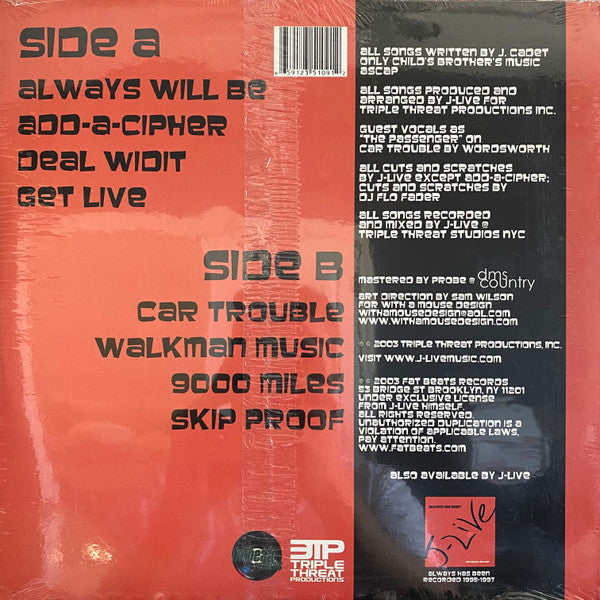 SIDE A
ALWAYS WILL BE
ADD-A-CIPHER
DEAL WIDIT
GET LIVE
SIDE B
CAR TROUBLE
WALKMAN MUSIC
9000 MILES
SKIP PROOF
6 59123 51091 2
ALL SONGS WRITTEN BY J. CADET
ONLY CHILD'S BROTHER'S MUSIC
ASCAP
ALL SONGS PRODUCED AND
ARRANGED BY J-LIVE FOR
TRIPLE THREAT PRODUCTIONS INC.
GUEST VOCALS AS
"THE PASSENGER" ON
CAR TROUBLE BY WORDSWORTH
ALL CUTS AND SCRATCHES
BY J-LIVE EXCEPT ADD-A-CIPHER;
CUTS AND SCRATCHES BY
DJ FLO FADER
ALL SONGS RECORDED
AND MIXED BY J-LIVE @
TRIPLE THREAT STUDIOS NYC
MASTERED BY PROBE @ dms country
ART DIRECTION BY SAM WILSON
FOR WITH A MOUSE DESIGN
WITHAMOUSEDESIGN@AOL.COM
WWW.WITHAMOUSEDESIGN.COM
℗ © 2003 TRIPLE THREAT PRODUCTIONS, INC.
VISIT WWW.J-LIVEMUSIC.COM
℗ © 2003 FAT BEATS RECORDS
53 BRIDGE ST BROOKLYN, NY 11201
UNDER EXCLUSIVE LICENSE
FROM J-LIVE HIMSELF.
ALL RIGHTS RESERVED.
UNAUTHORIZED DUPLICATION IS A
VIOLATION OF APPLICABLE LAWS.
PAY ATTENTION.
WWW.FATBEATS.COM
ALSO AVAILABLE BY J-LIVE
J-LIVE
ALWAYS HAS BEEN
RECORDED 1995-1997
3TP
TRIPLE
THREAT
PRODUCTIONS